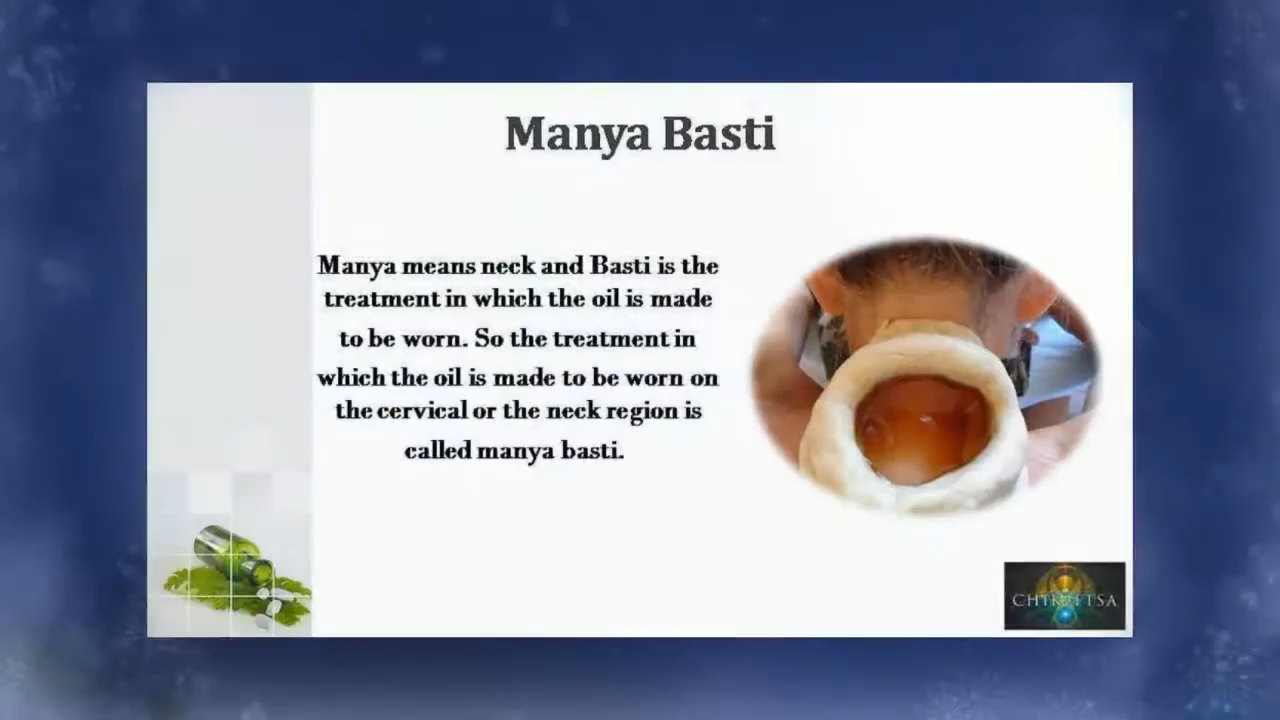 Manya Basti
Manya means neck and Basti is the
treatment in which the oil is made
to be worn. So the treatment in
which the oil is made to be worn on
the cervical or the neck region is
called manya basti.
CHIKITSA